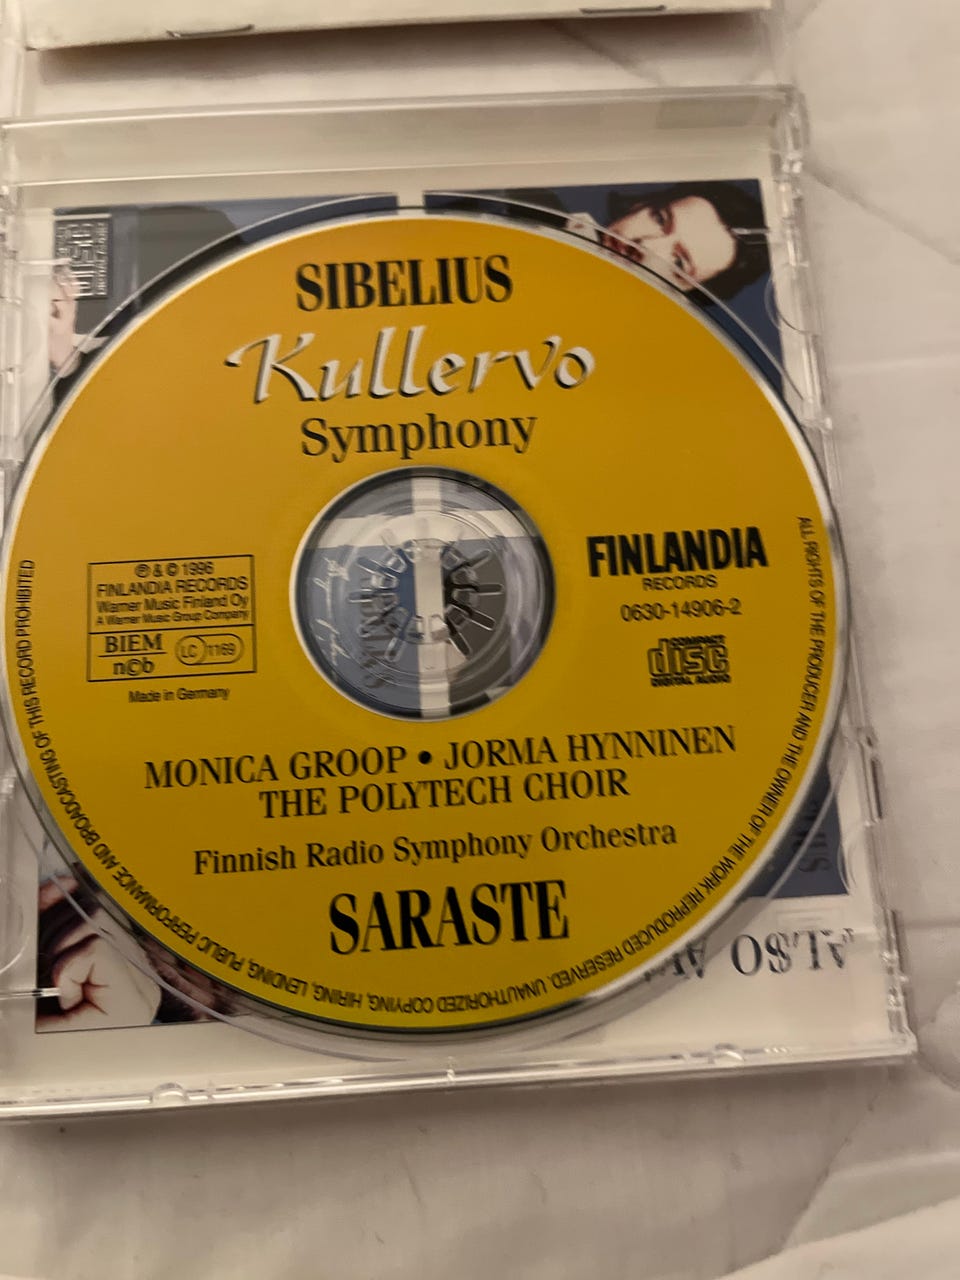 SIBELIUS
Kullervo
Symphony
℗ & © 1996
FINLANDIA RECORDS
Warner Music Finland Oy
A Warner Music Group Company
BIEM
n©b
LC 1169
Made in Germany
FINLANDIA
RECORDS
0630-14906-2
COMPACT
disc
DIGITAL AUDIO
MONICA GROOP • JORMA HYNNINEN
THE POLYTECH CHOIR
Finnish Radio Symphony Orchestra
SARASTE
ALL RIGHTS OF THE PRODUCER AND THE OWNER OF THE WORK REPRODUCED RESERVED. UNAUTHORIZED COPYING, HIRING, LENDING, PUBLIC PERFORMANCE AND BROADCASTING OF THIS RECORD PROHIBITED
disc
ALSO